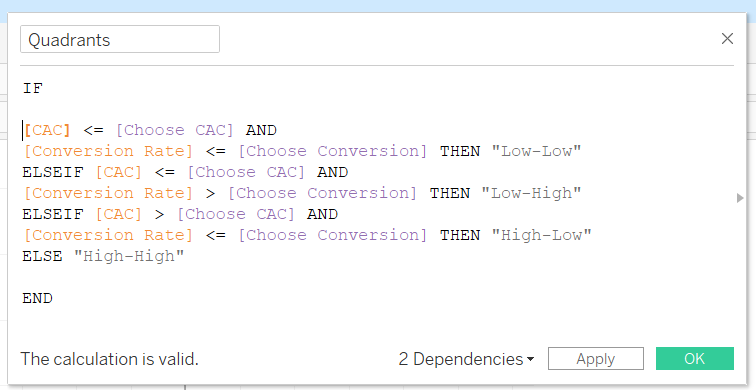 Quadrants
IF
[CAC] <= [Choose CAC] AND
[Conversion Rate] <= [Choose Conversion] THEN "Low-Low"
ELSEIF [CAC] <= [Choose CAC] AND
[Conversion Rate] > [Choose Conversion] THEN "Low-High"
ELSEIF [CAC] > [Choose CAC] AND
[Conversion Rate] <= [Choose Conversion] THEN "High-Low"
ELSE "High-High"
END
The calculation is valid. 2 Dependencies Apply OK